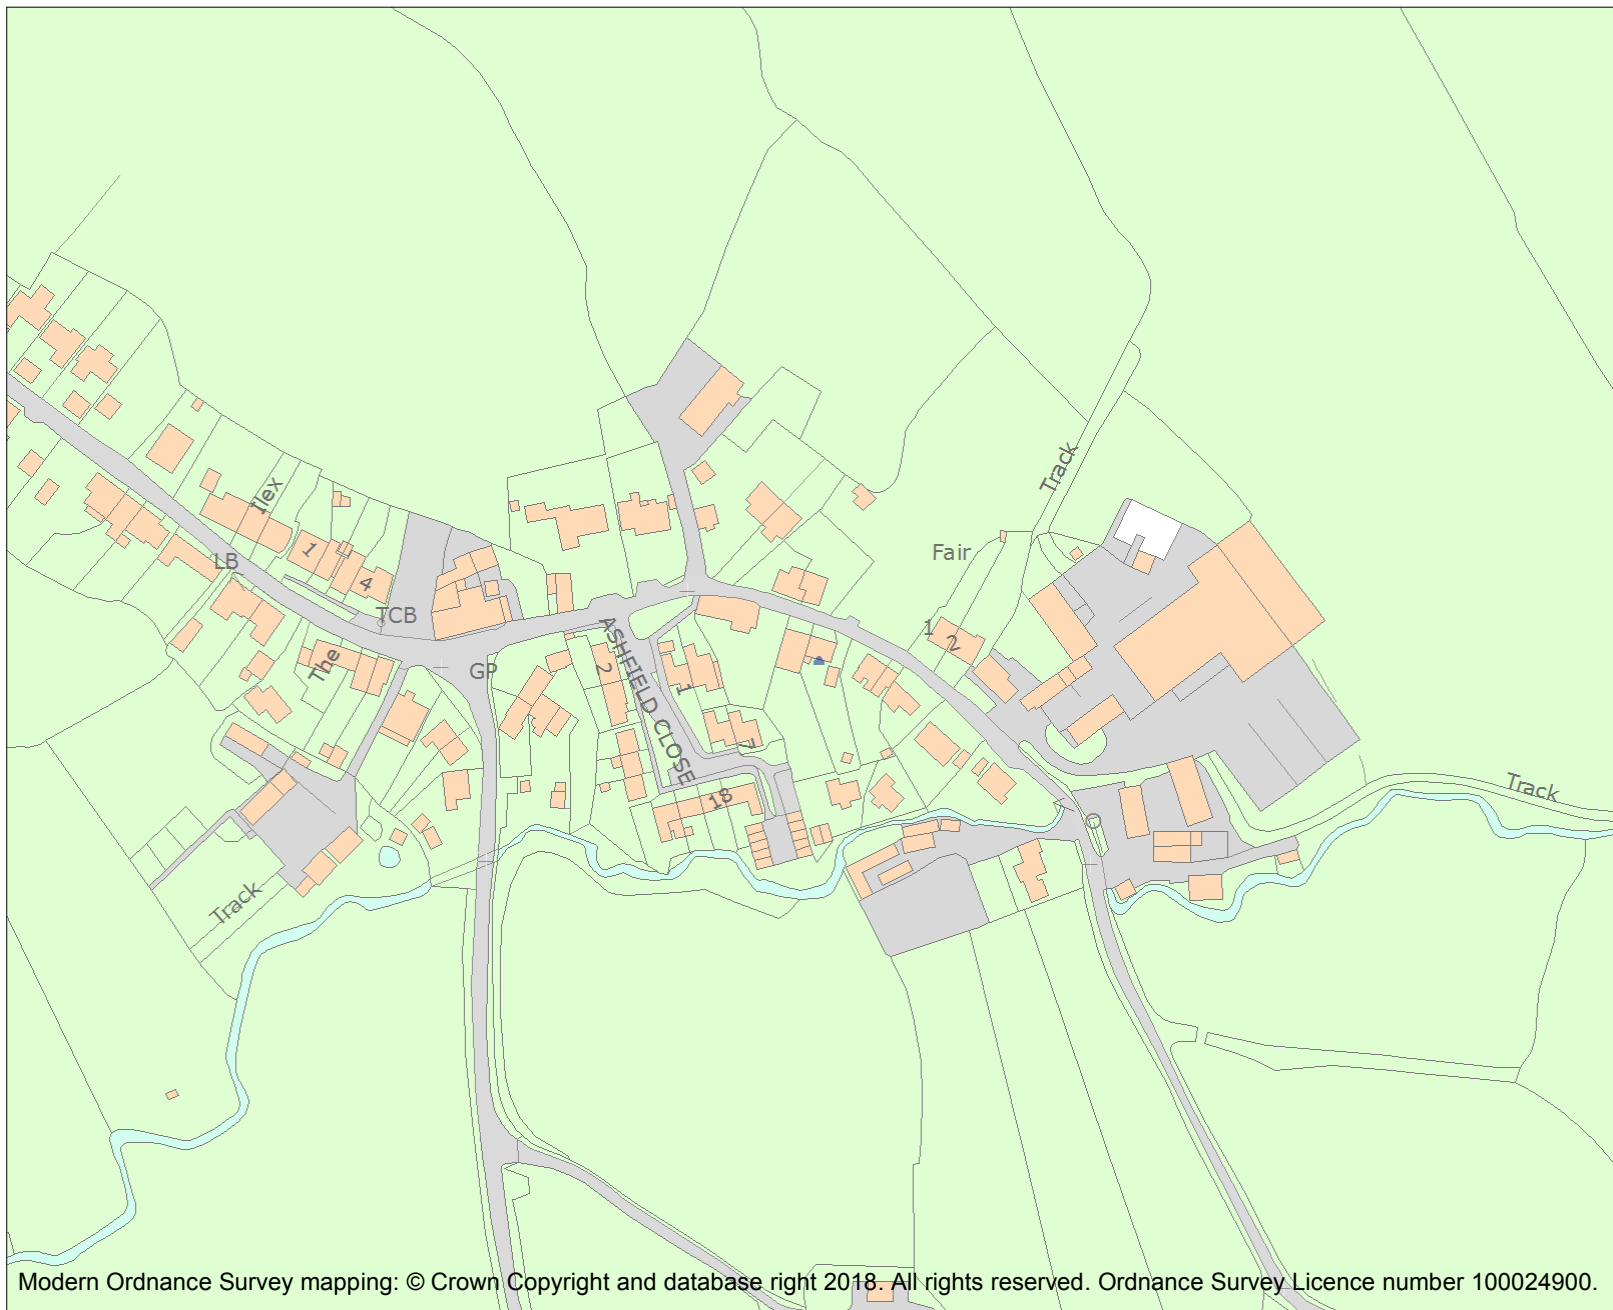 Track
Ilex
Fair
LB
1
4
TCB
1
2
The
GP
ASHFIELD CLOSE
2
1
7
18
Track
Track
Modern Ordnance Survey mapping: © Crown Copyright and database right 2018. All rights reserved. Ordnance Survey Licence number 100024900.